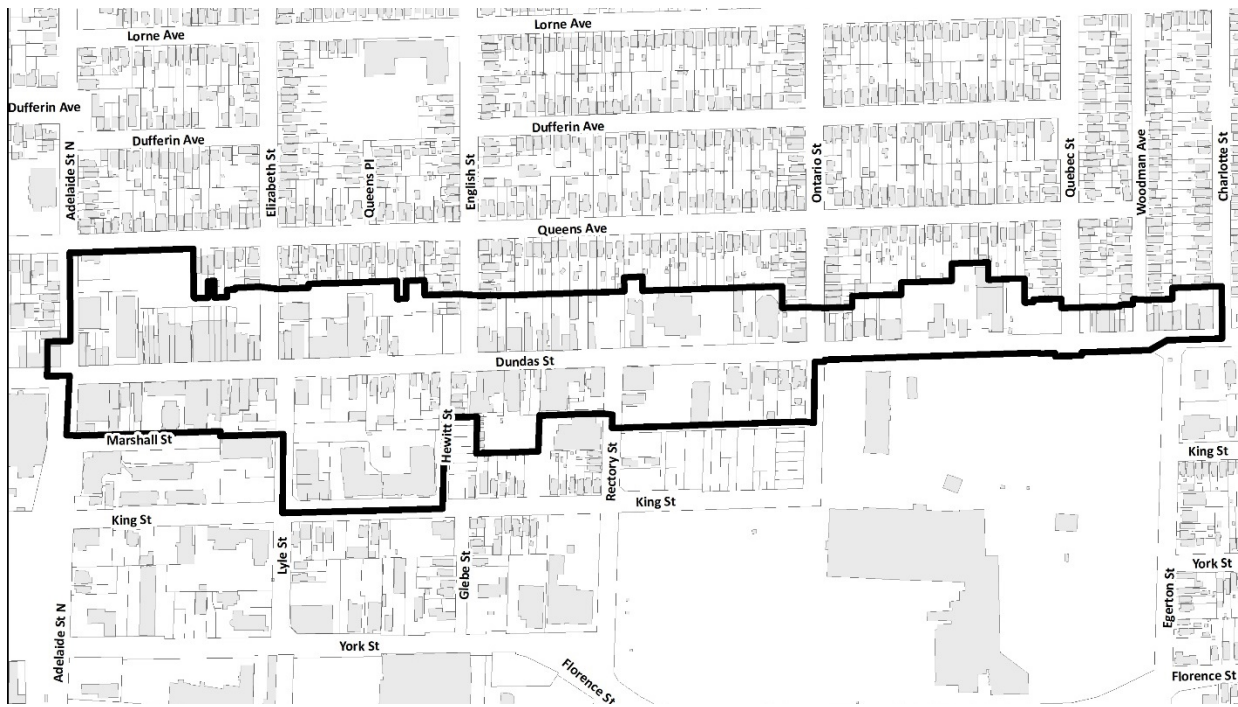 Lorne Ave
Lorne Ave
Dufferin Ave
Dufferin Ave
Dufferin Ave
Adelaide St N
Elizabeth St
Queens Pl
English St
Ontario St
Quebec St
Woodman Ave
Charlotte St
Queens Ave
Dundas St
Marshall St
Hewitt St
Rectory St
King St
King St
King St
Lyle St
Glebe St
York St
Egerton St
Adelaide St N
York St
Florence St
Florence St